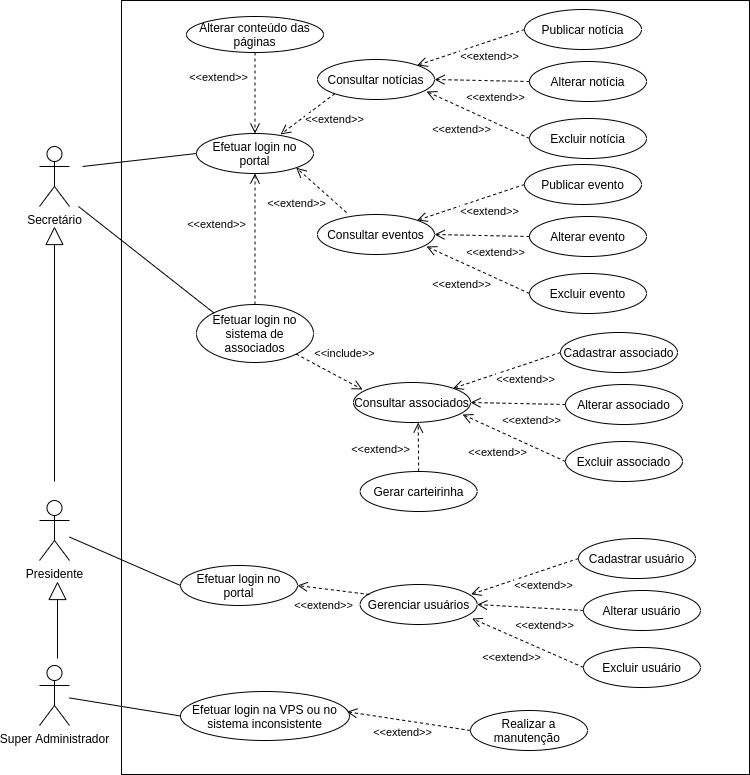 Alterar conteúdo das
páginas
Publicar notícia
<<extend>>
<<extend>>
Consultar notícias
Alterar notícia
<<extend>>
<<extend>>
<<extend>>
Excluir notícia
Efetuar login no
portal
Publicar evento
Secretário
<<extend>>
<<extend>>
<<extend>>
Consultar eventos
Alterar evento
<<extend>>
<<extend>>
Excluir evento
Efetuar login no
sistema de
associados
<<include>>
Cadastrar associado
<<extend>>
Consultar associados
Alterar associado
<<extend>>
<<extend>>
<<extend>>
Excluir associado
Gerar carteirinha
Presidente
Efetuar login no
portal
Cadastrar usuário
<<extend>>
<<extend>>
Gerenciar usuários
Alterar usuário
<<extend>>
<<extend>>
Excluir usuário
Super Administrador
Efetuar login na VPS ou no
sistema inconsistente
<<extend>>
Realizar a
manutenção